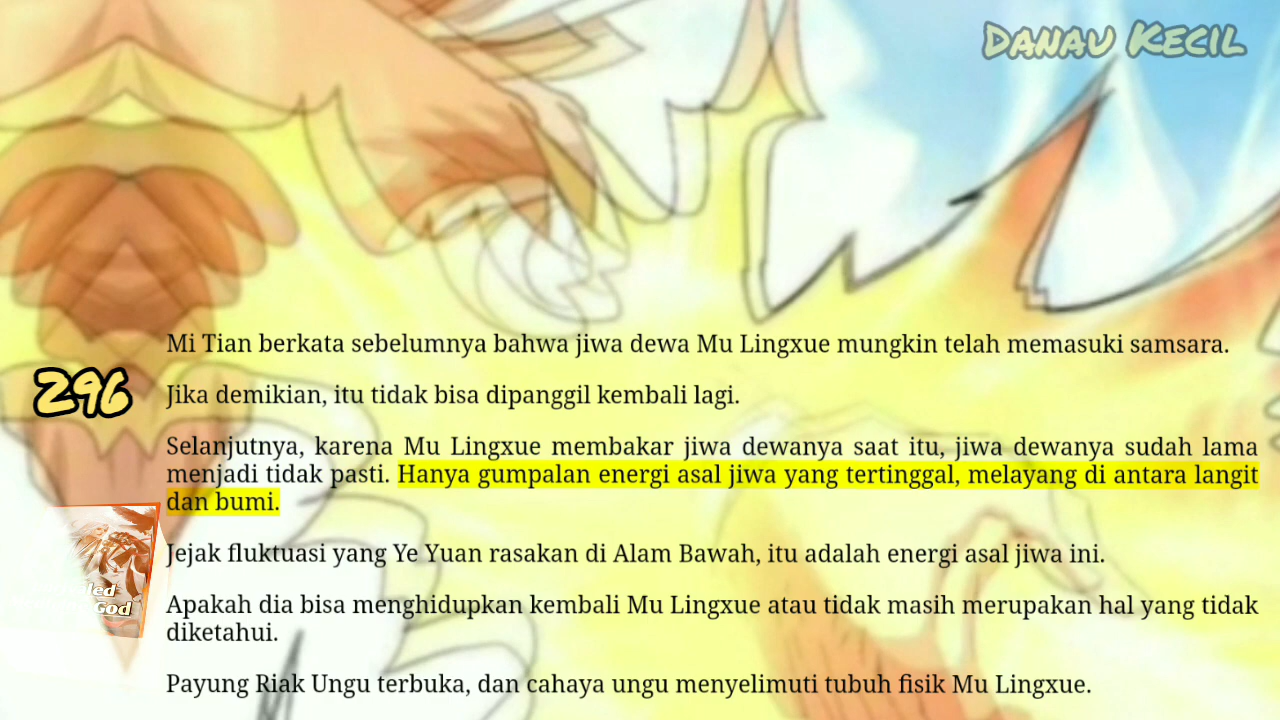 Danau Kecil
Mi Tian berkata sebelumnya bahwa jiwa dewa Mu Lingxue mungkin telah memasuki samsara.
296
Jika demikian, itu tidak bisa dipanggil kembali lagi.
Selanjutnya, karena Mu Lingxue membakar jiwa dewanya saat itu, jiwa dewanya sudah lama
menjadi tidak pasti. Hanya gumpalan energi asal jiwa yang tertinggal, melayang di antara langit
dan bumi.
Jejak fluktuasi yang Ye Yuan rasakan di Alam Bawah, itu adalah energi asal jiwa ini.
Apakah dia bisa menghidupkan kembali Mu Lingxue atau tidak masih merupakan hal yang tidak
diketahui.
God
Payung Riak Ungu terbuka, dan cahaya ungu menyelimuti tubuh fisik Mu Lingxue.